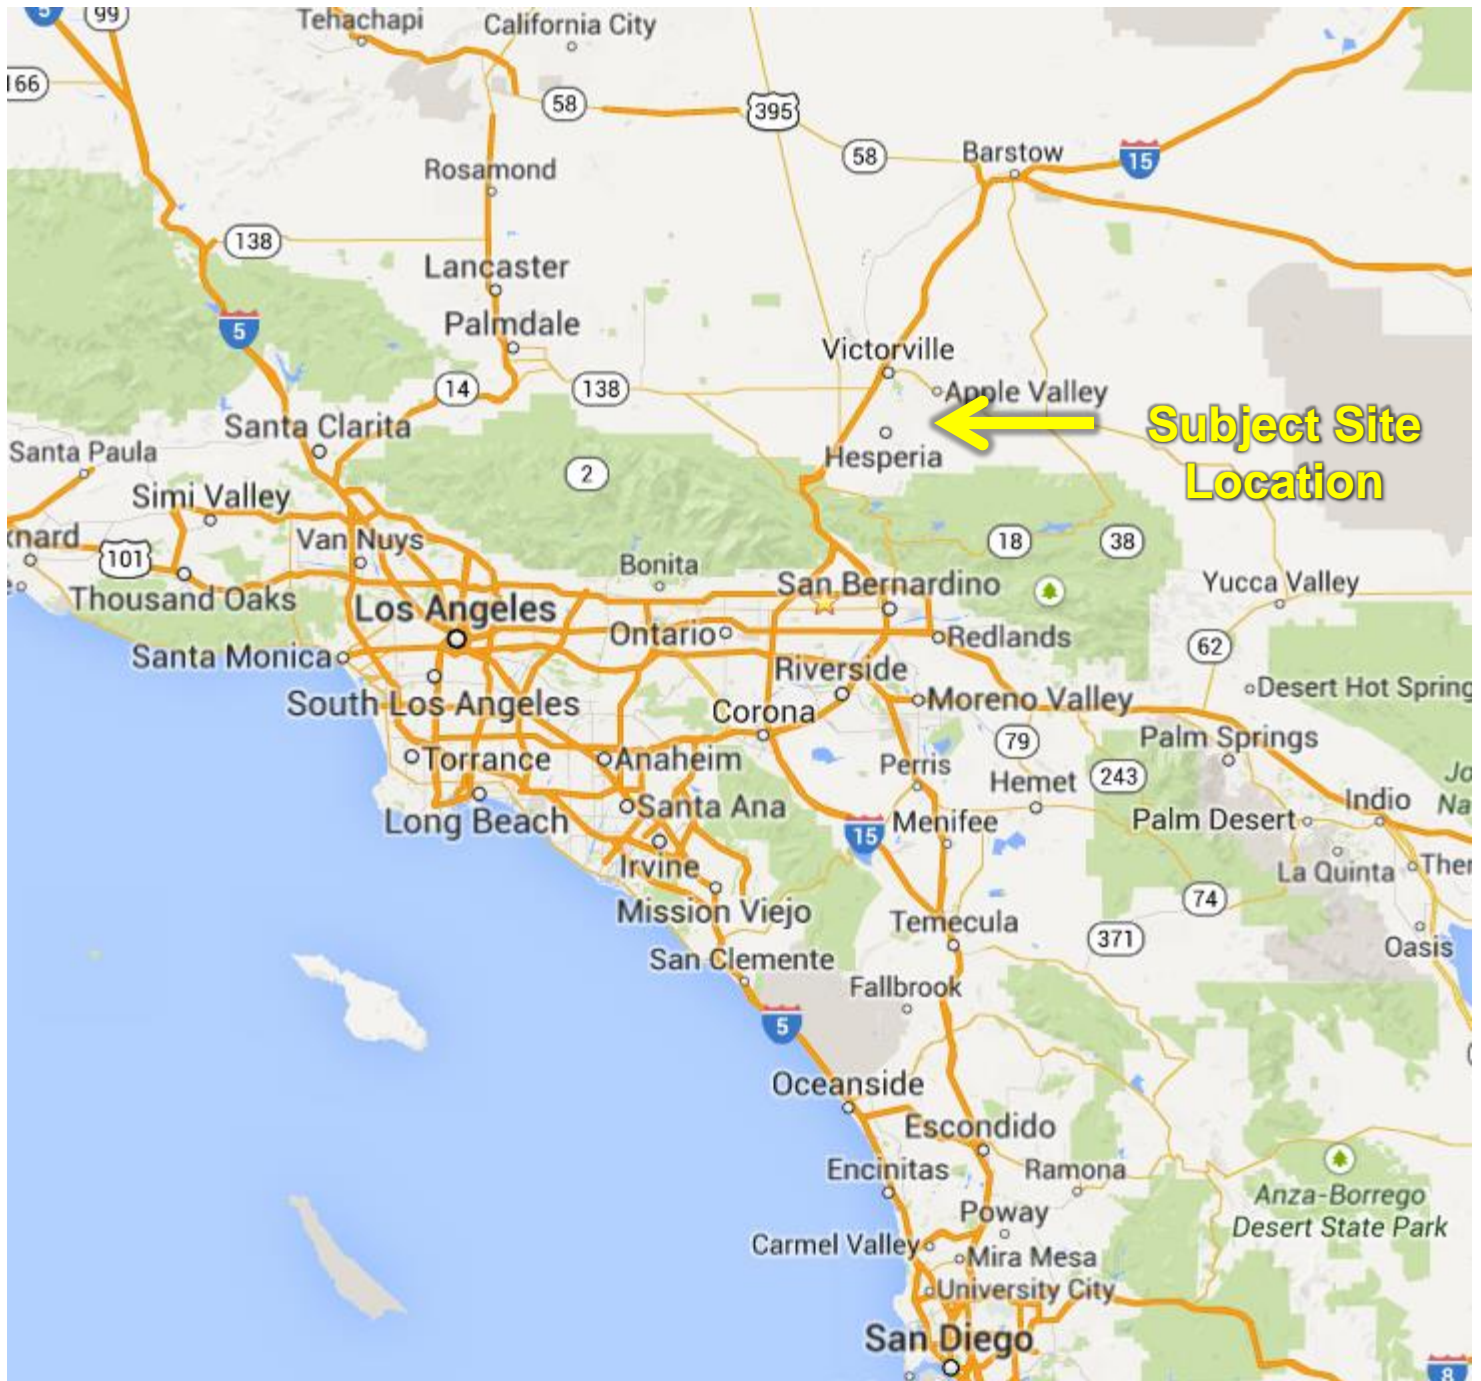 5
99
Tehachapi
California City
166
58
395
58
Barstow
15
Rosamond
138
Lancaster
5
Palmdale
Victorville
14
138
Apple Valley
Santa Clarita
Subject Site
Location
Santa Paula
Hesperia
2
Simi Valley
nard
101
Van Nuys
18
38
Bonita
San Bernardino
Yucca Valley
Thousand Oaks
Los Angeles
Ontario
Redlands
62
Santa Monica
Riverside
Desert Hot Spring
South Los Angeles
Moreno Valley
Corona
79
Palm Springs
Torrance
Anaheim
Perris
Hemet
243
Jo
Na
Santa Ana
Indio
Long Beach
15
Menifee
Palm Desert
Irvine
La Quinta
Ther
Mission Viejo
74
Temecula
371
Oasis
San Clemente
Fallbrook
5
Oceanside
Escondido
Encinitas
Ramona
Anza-Borrego
Desert State Park
Poway
Carmel Valley
Mira Mesa
University City
San Diego
8